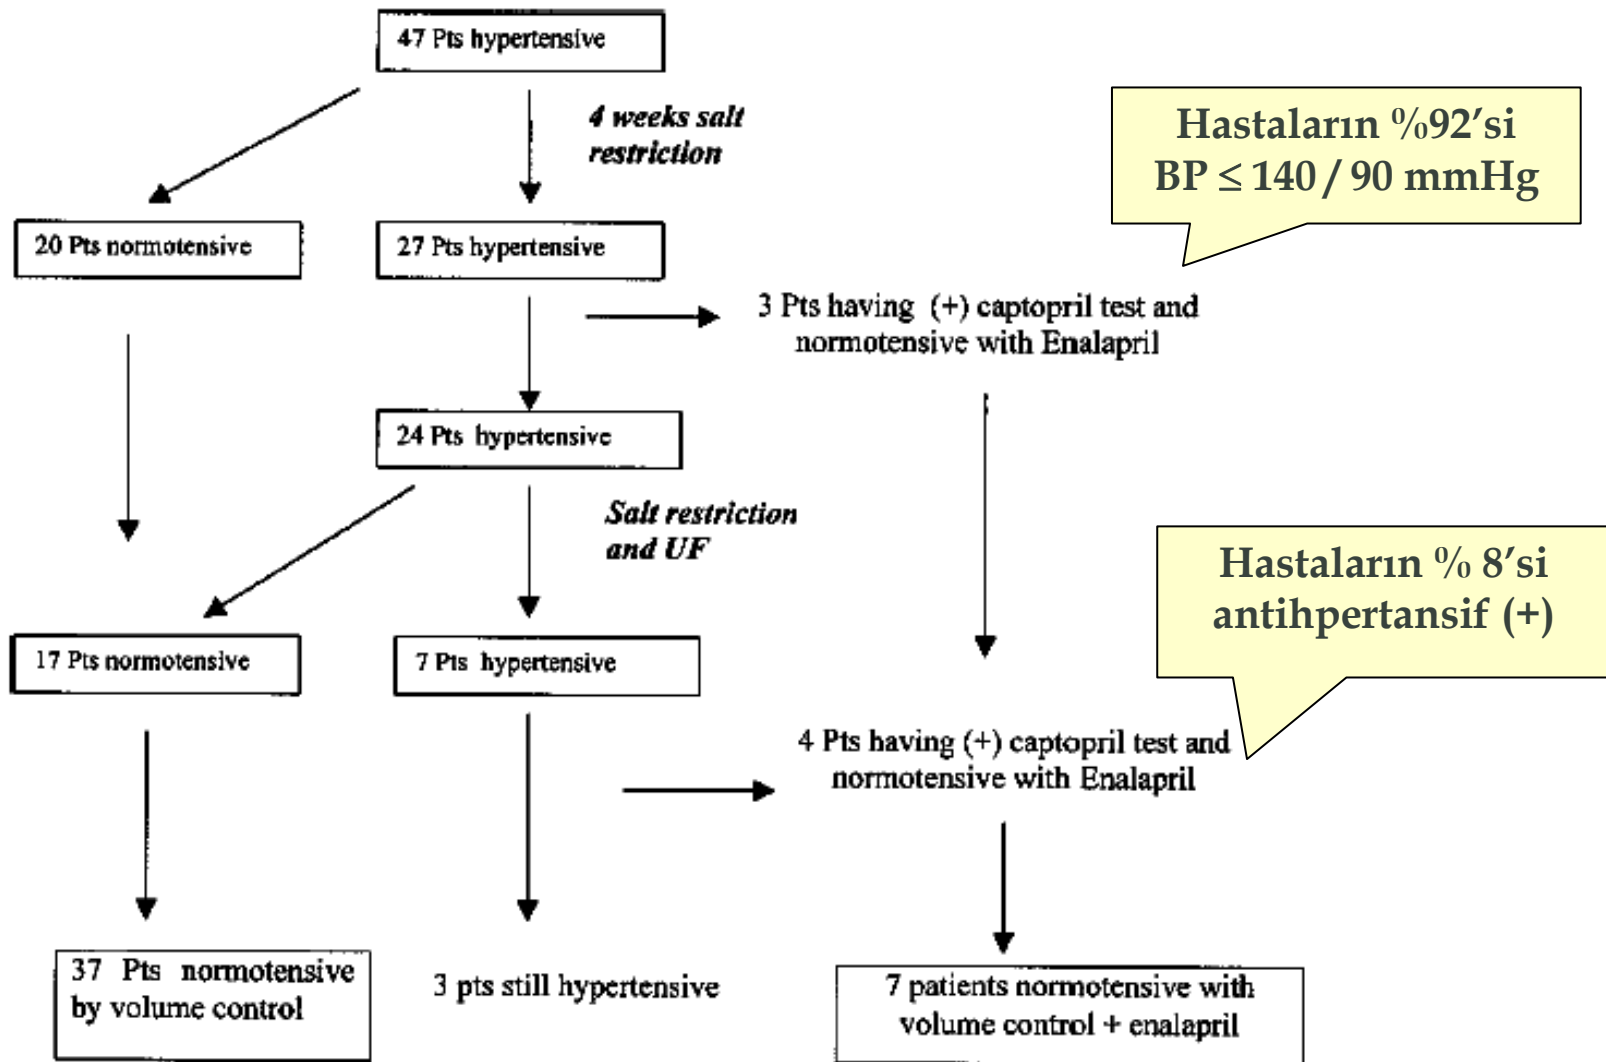 47 Pts hypertensive
4 weeks salt
restriction
Hastaların %92’si
BP ≤ 140 / 90 mmHg
20 Pts normotensive
27 Pts hypertensive
3 Pts having (+) captopril test and
normotensive with Enalapril
24 Pts hypertensive
Salt restriction
and UF
Hastaların % 8’si
antihpertansif (+)
17 Pts normotensive
7 Pts hypertensive
4 Pts having (+) captopril test and
normotensive with Enalapril
37 Pts normotensive
by volume control
3 pts still hypertensive
7 patients normotensive with
volume control + enalapril